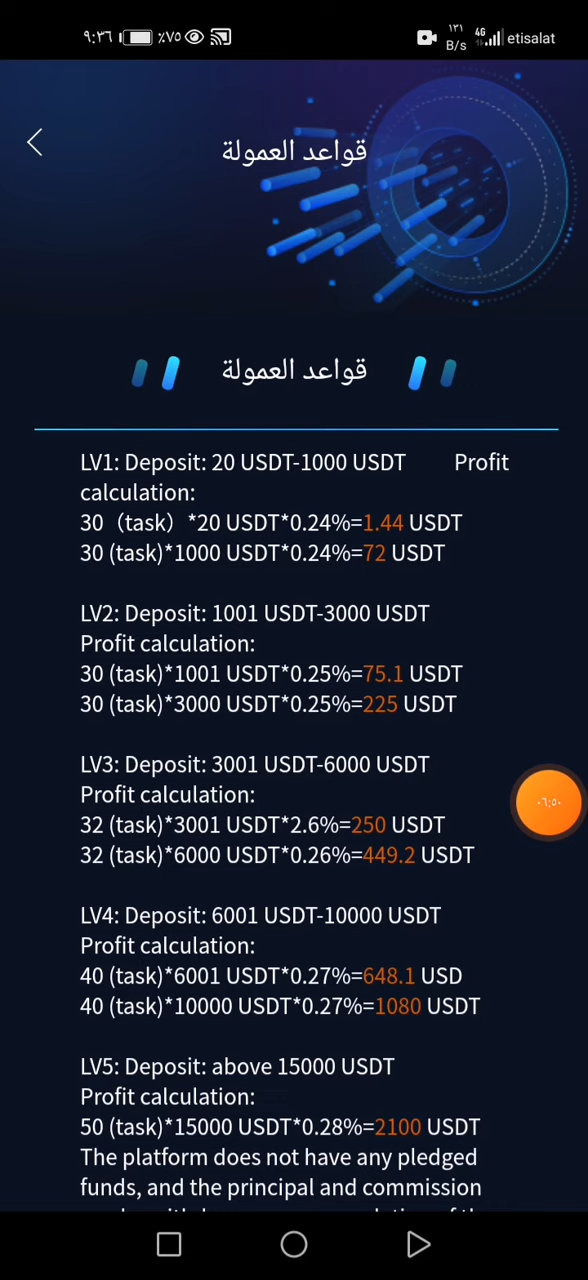 ٩:٣٦ ٪٧٥ ١٣١ B/s 4G etisalat
قواعد العمولة
قواعد العمولة
LV1: Deposit: 20 USDT-1000 USDT Profit
calculation:
30（task）*20 USDT*0.24%=1.44 USDT
30 (task)*1000 USDT*0.24%=72 USDT
LV2: Deposit: 1001 USDT-3000 USDT
Profit calculation:
30 (task)*1001 USDT*0.25%=75.1 USDT
30 (task)*3000 USDT*0.25%=225 USDT
LV3: Deposit: 3001 USDT-6000 USDT
Profit calculation:
32 (task)*3001 USDT*2.6%=250 USDT
32 (task)*6000 USDT*0.26%=449.2 USDT
٠٦:٥٠
LV4: Deposit: 6001 USDT-10000 USDT
Profit calculation:
40 (task)*6001 USDT*0.27%=648.1 USD
40 (task)*10000 USDT*0.27%=1080 USDT
LV5: Deposit: above 15000 USDT
Profit calculation:
50 (task)*15000 USDT*0.28%=2100 USDT
The platform does not have any pledged
funds, and the principal and commission